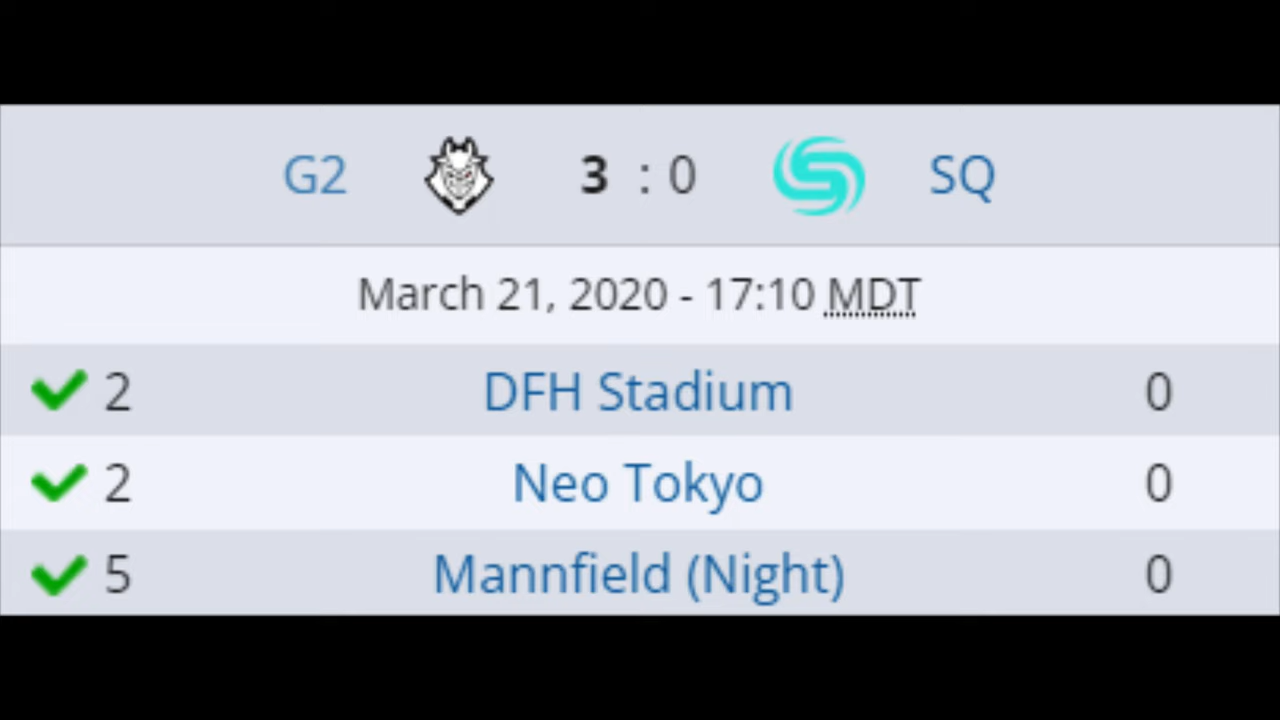 G2 3 : 0 SQ
March 21, 2020 - 17:10 MDT
2 DFH Stadium 0
2 Neo Tokyo 0
5 Mannfield (Night) 0